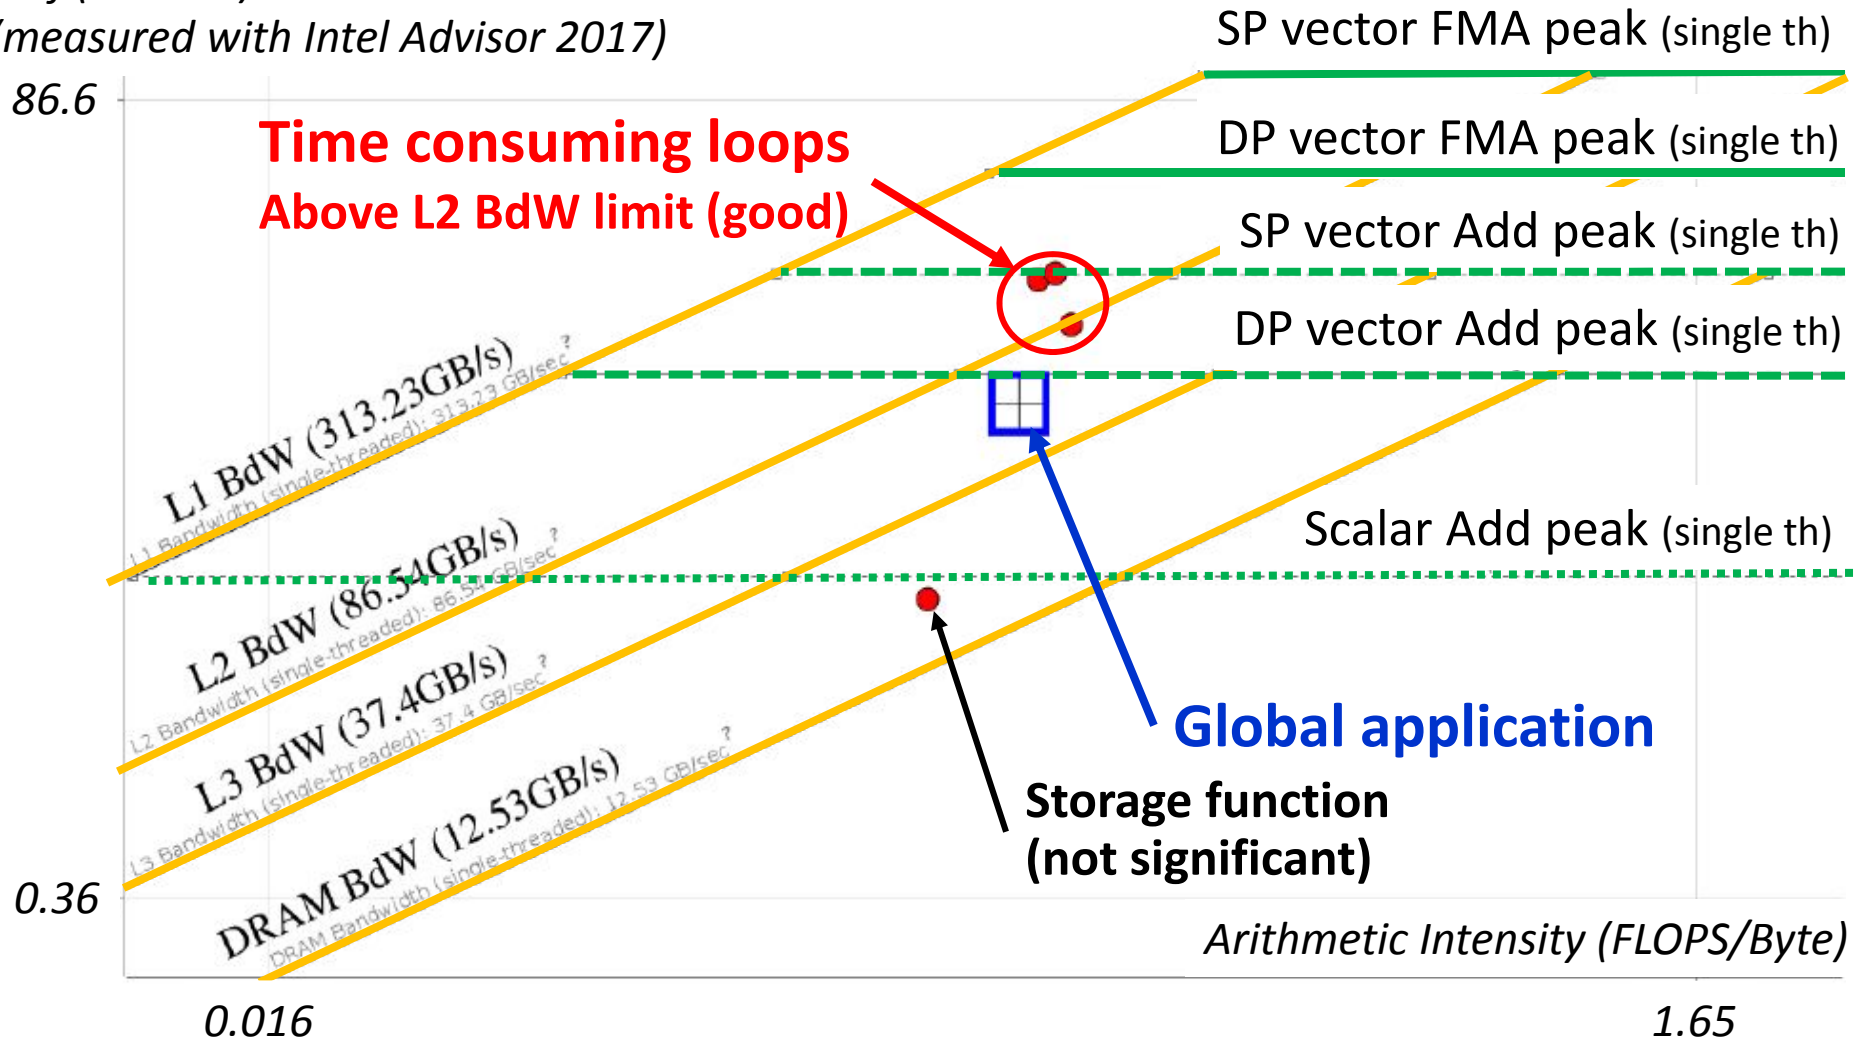 (measured with Intel Advisor 2017)
SP vector FMA peak (single th)
86.6
Time consuming loops
DP vector FMA peak (single th)
Above L2 BdW limit (good)
SP vector Add peak (single th)
DP vector Add peak (single th)
L1 BdW (313.23GB/s)
L1 Bandwidth (single-threaded): 313.23 GB/sec ?
Scalar Add peak (single th)
L2 BdW (86.54GB/s)
L2 Bandwidth (single-threaded): 86.54 GB/sec ?
L3 BdW (37.4GB/s)
L3 Bandwidth (single-threaded): 37.4 GB/sec ?
Global application
DRAM BdW (12.53GB/s)
DRAM Bandwidth (single-threaded): 12.53 GB/sec ?
Storage function
(not significant)
0.36
Arithmetic Intensity (FLOPS/Byte)
0.016
1.65